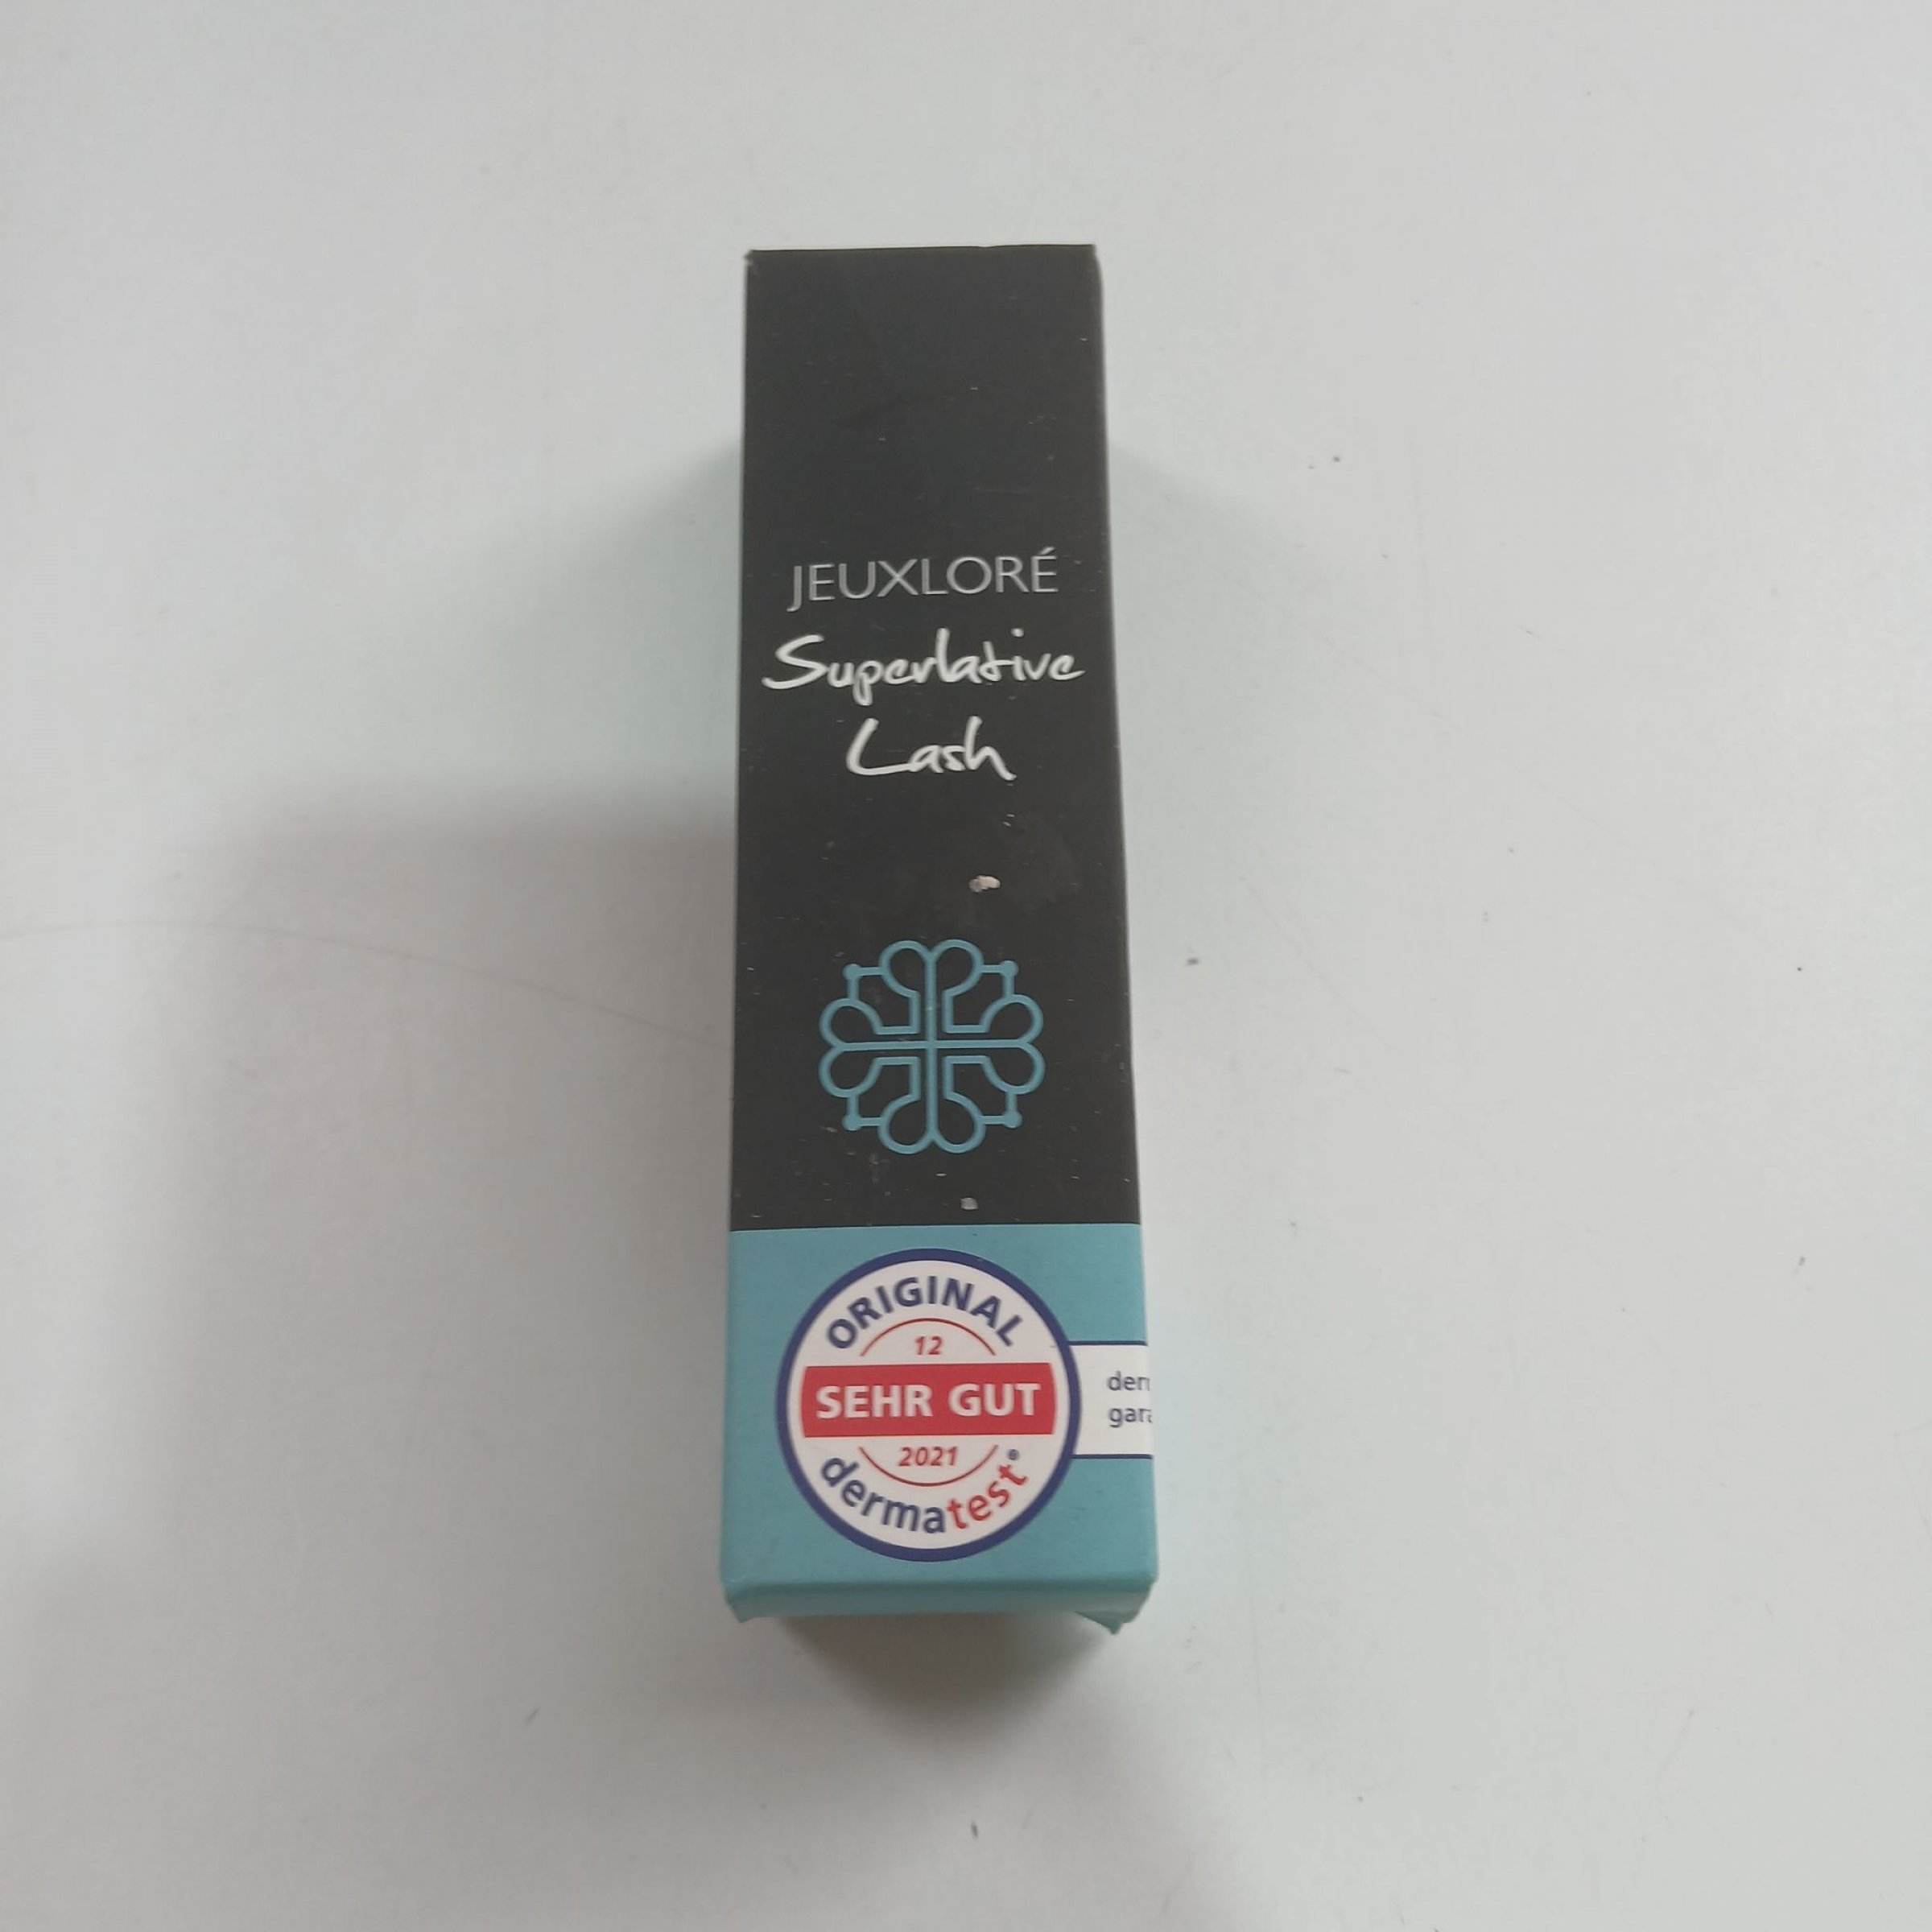 JEUXLORÉ
Superlative
Lash
ORIGINAL
12
SEHR GUT
2021
dermatest®